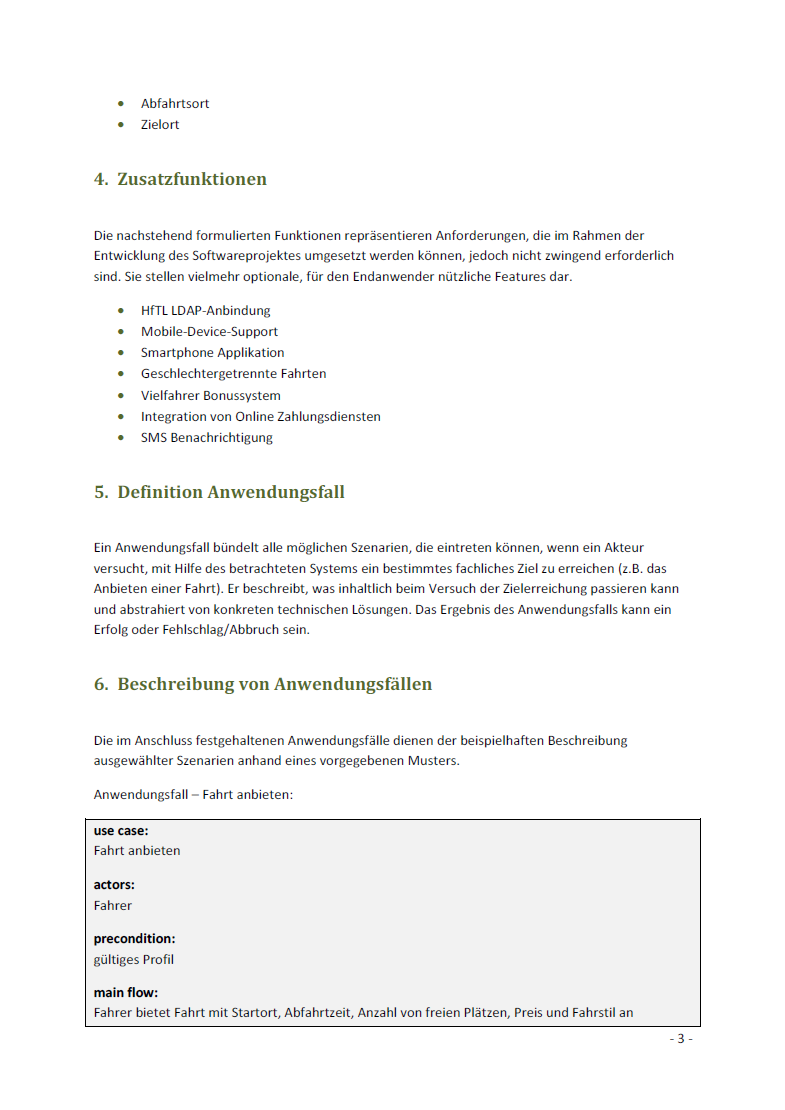 • Abfahrtsort
• Zielort
4. Zusatzfunktionen
Die nachstehend formulierten Funktionen repräsentieren Anforderungen, die im Rahmen der
Entwicklung des Softwareprojektes umgesetzt werden können, jedoch nicht zwingend erforderlich
sind. Sie stellen vielmehr optionale, für den Endanwender nützliche Features dar.
• HfTL LDAP-Anbindung
• Mobile-Device-Support
• Smartphone Applikation
• Geschlechtergetrennte Fahrten
• Vielfahrer Bonussystem
• Integration von Online Zahlungsdiensten
• SMS Benachrichtigung
5. Definition Anwendungsfall
Ein Anwendungsfall bündelt alle möglichen Szenarien, die eintreten können, wenn ein Akteur
versucht, mit Hilfe des betrachteten Systems ein bestimmtes fachliches Ziel zu erreichen (z.B. das
Anbieten einer Fahrt). Er beschreibt, was inhaltlich beim Versuch der Zielerreichung passieren kann
und abstrahiert von konkreten technischen Lösungen. Das Ergebnis des Anwendungsfalls kann ein
Erfolg oder Fehlschlag/Abbruch sein.
6. Beschreibung von Anwendungsfällen
Die im Anschluss festgehaltenen Anwendungsfälle dienen der beispielhaften Beschreibung
ausgewählter Szenarien anhand eines vorgegebenen Musters.
Anwendungsfall – Fahrt anbieten:
use case:
Fahrt anbieten
actors:
Fahrer
precondition:
gültiges Profil
main flow:
Fahrer bietet Fahrt mit Startort, Abfahrtzeit, Anzahl von freien Plätzen, Preis und Fahrstil an
- 3 -